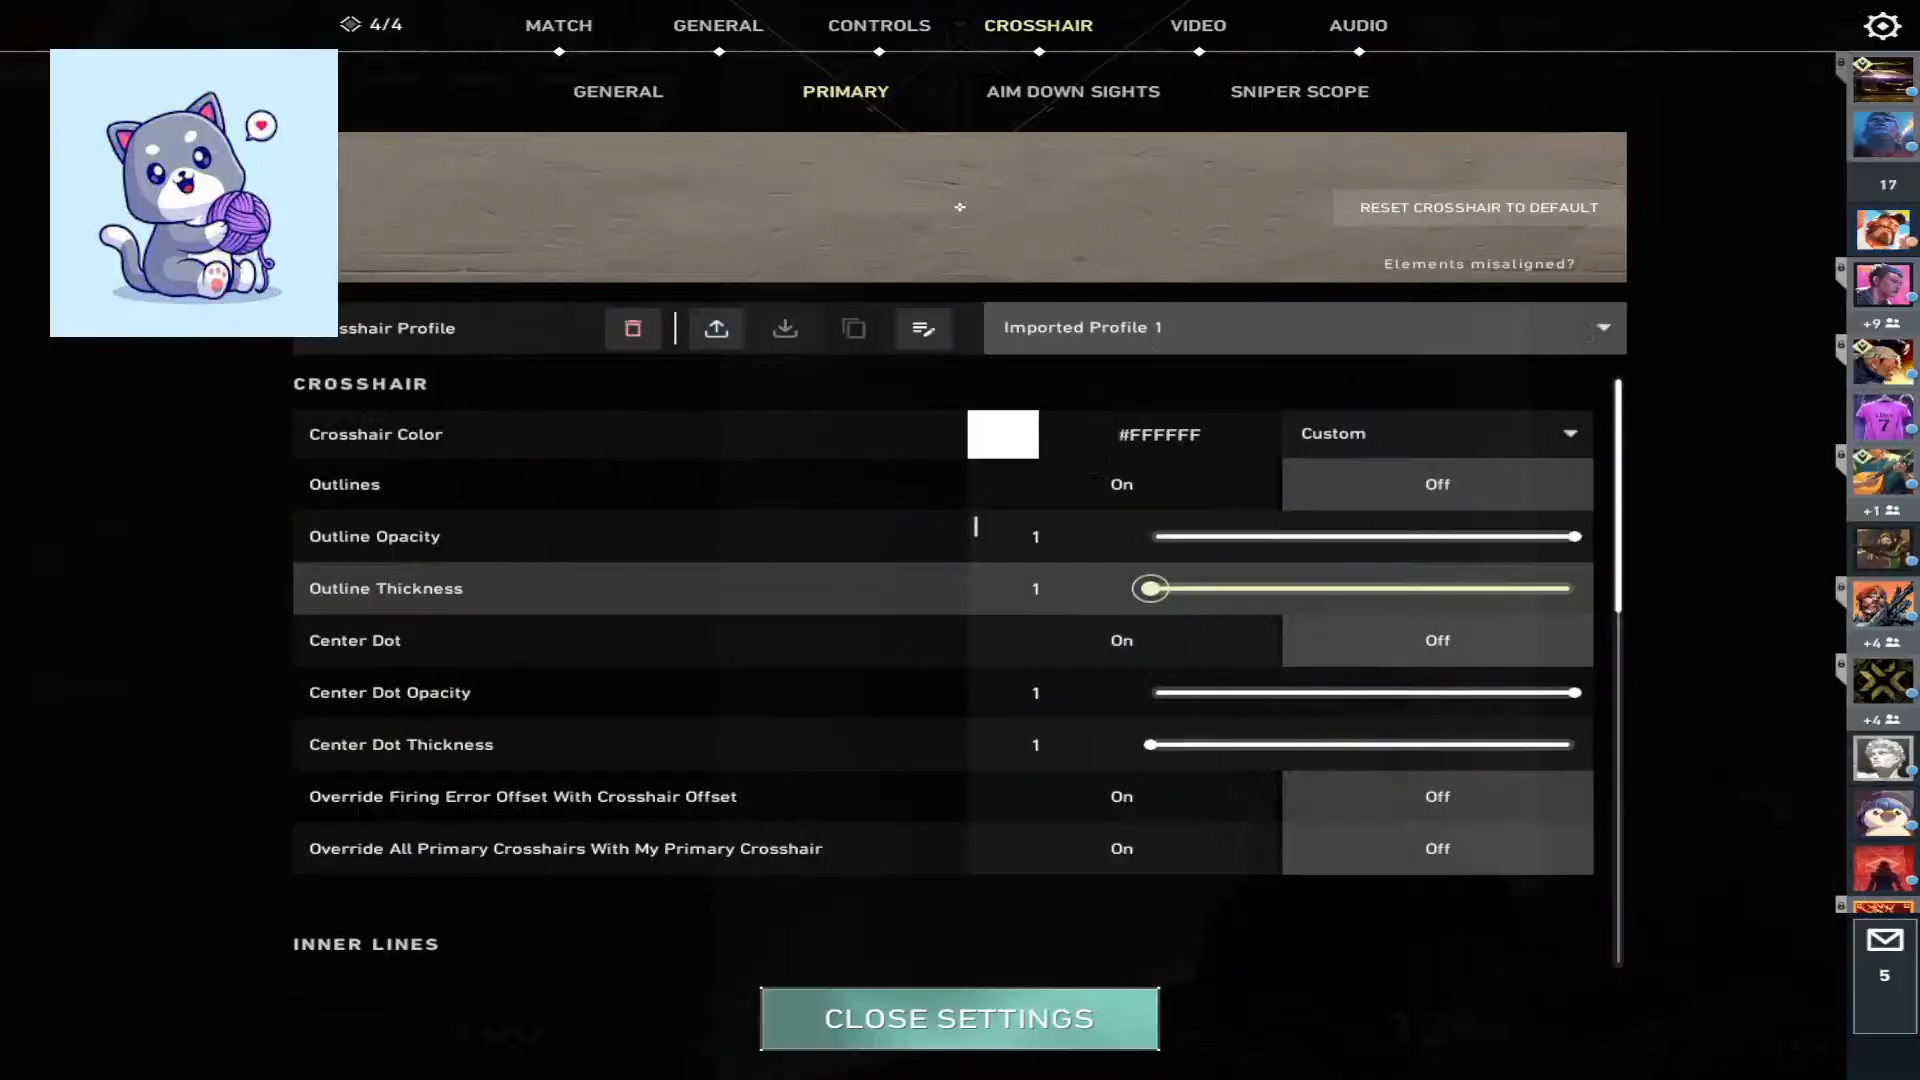 4/4
MATCH
GENERAL
CONTROLS
CROSSHAIR
VIDEO
AUDIO
GENERAL
PRIMARY
AIM DOWN SIGHTS
SNIPER SCOPE
RESET CROSSHAIR TO DEFAULT
Elements misaligned?
sshair Profile
Imported Profile 1
CROSSHAIR
Crosshair Color
#FFFFFF
Custom
Outlines
On
Off
Outline Opacity
1
Outline Thickness
1
Center Dot
On
Off
Center Dot Opacity
1
Center Dot Thickness
1
Override Firing Error Offset With Crosshair Offset
On
Off
Override All Primary Crosshairs With My Primary Crosshair
On
Off
INNER LINES
CLOSE SETTINGS
17
+9
7
+1
+4
+4
5